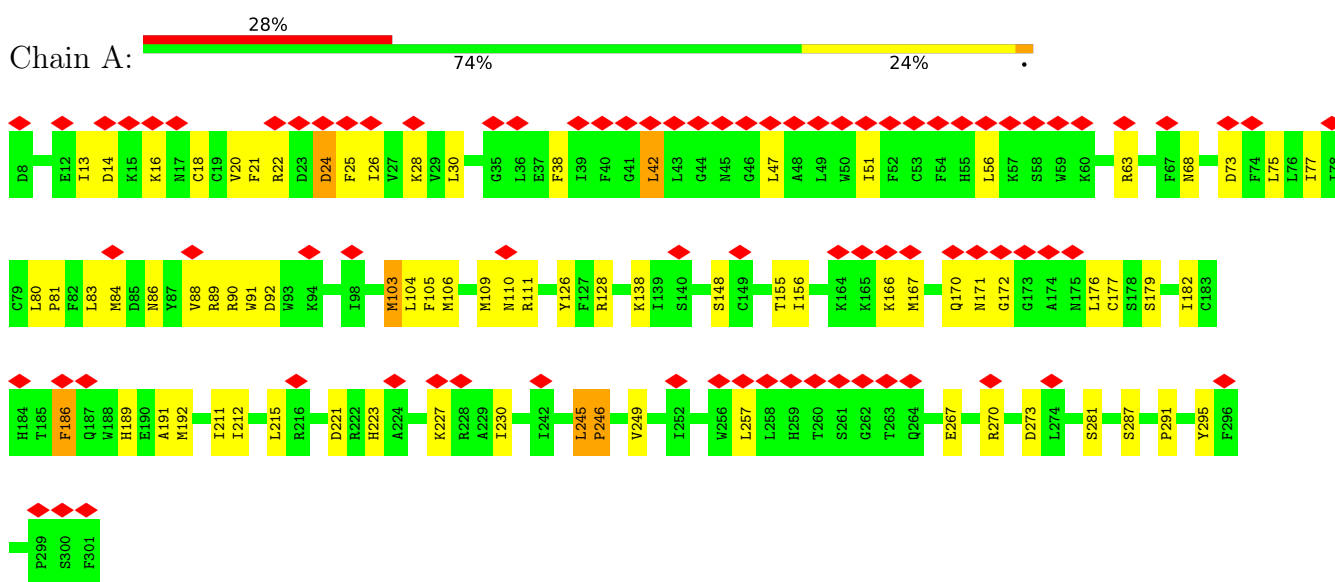 28%
Chain A:
74% 24% •
D8 E12 I13 D14 K15 K16 N17 C18 C19 V20 F21 R22 D23 D24 F25 I26 V27 K28 V29 L30 G35 L36 E37 F38 I39 F40 G41 L42 L43 G44 N45 G46 L47 A48 L49 W50 I51 F52 C53 F54 H55 L56 K57 S58 W59 K60 R63 F67 N68 D73 F74 L75 L76 I77
C79 L80 P81 F82 L83 M84 D85 N86 Y87 V88 R89 R90 W91 D92 W93 K94 I98 M103 L104 F105 M106 M109 N110 R111 Y126 F127 R128 K138 I139 S140 S148 C149 T155 I156 K164 K165 K166 M167 Q170 N171 G172 G173 A174 N175 L176 C177 S178 S179 I182 C183
H184 T185 F186 Q187 W188 H189 E190 A191 M192 I211 I212 L215 R216 D221 R222 H223 A224 K227 R228 A229 I230 I242 L245 P246 V249 I252 W256 L257 L258 H259 T260 S261 G262 T263 Q264 E267 R270 D273 L274 S281 S287 P291 Y295 F296
P299 S300 F301